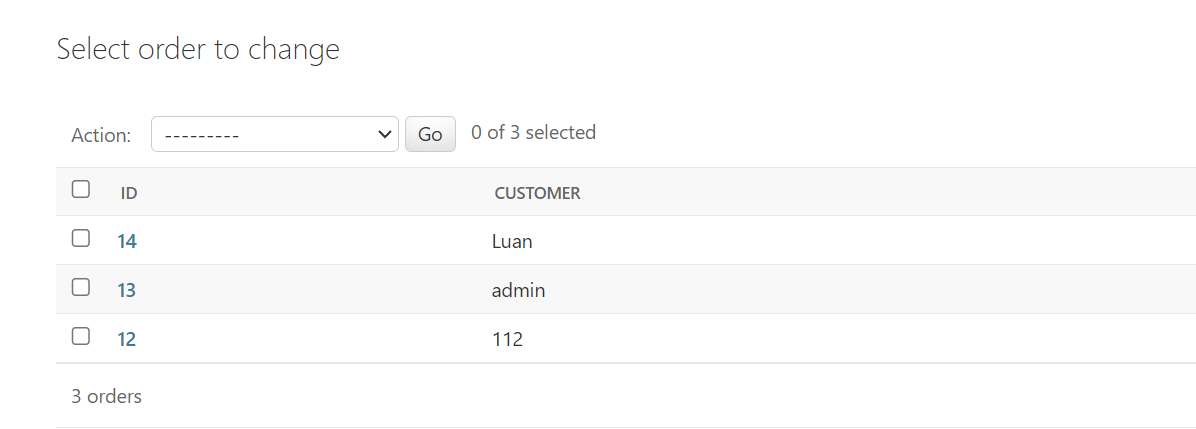 Select order to change
Action: --------- Go 0 of 3 selected
ID CUSTOMER
14 Luan
13 admin
12 112
3 orders